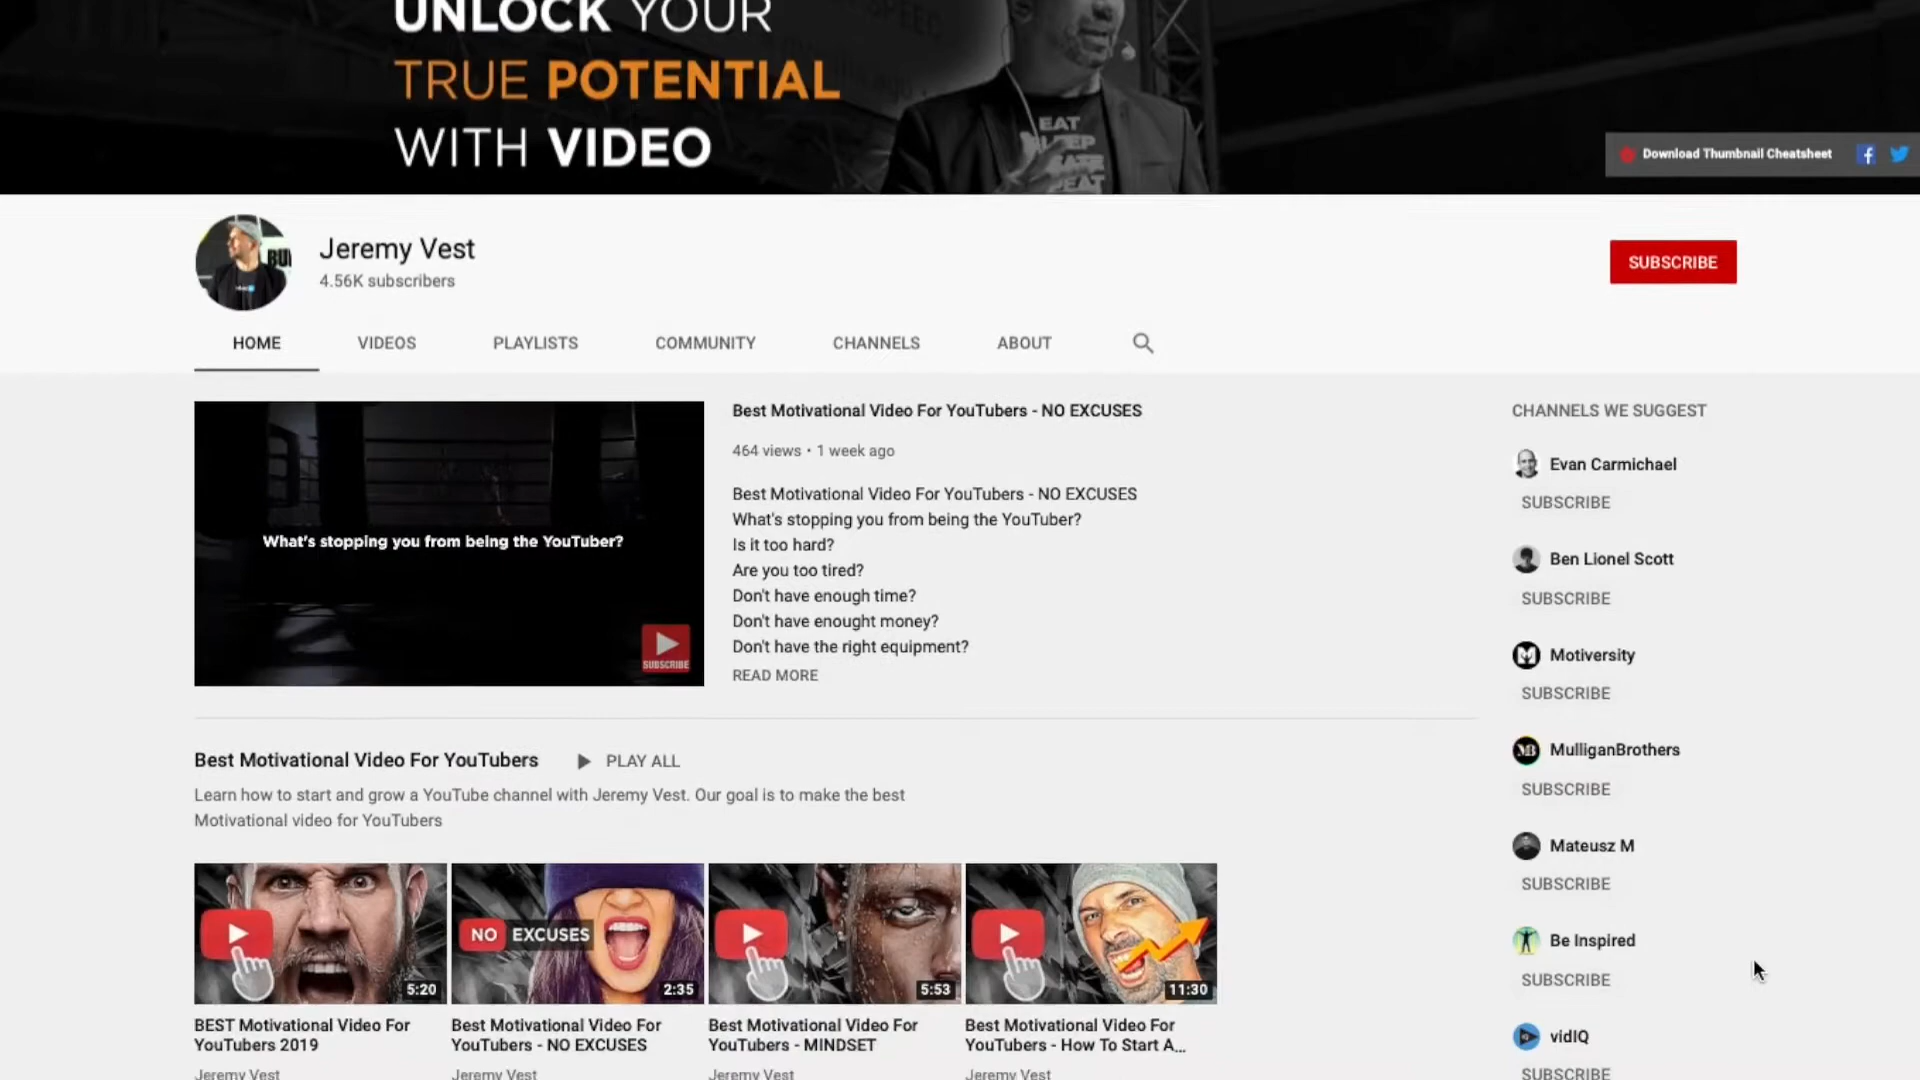 UNLOCK YOUR
TRUE POTENTIAL
WITH VIDEO
EAT
Download Thumbnail Cheatsheet
Jeremy Vest
4.56K subscribers
SUBSCRIBE
HOME
VIDEOS
PLAYLISTS
COMMUNITY
CHANNELS
ABOUT
What's stopping you from being the YouTuber?
SUBSCRIBE
Best Motivational Video For YouTubers - NO EXCUSES
464 views • 1 week ago
Best Motivational Video For YouTubers - NO EXCUSES
What's stopping you from being the YouTuber?
Is it too hard?
Are you too tired?
Don't have enough time?
Don't have enought money?
Don't have the right equipment?
READ MORE
CHANNELS WE SUGGEST
Evan Carmichael
SUBSCRIBE
Ben Lionel Scott
SUBSCRIBE
Motiversity
SUBSCRIBE
MulliganBrothers
SUBSCRIBE
Mateusz M
SUBSCRIBE
Be Inspired
SUBSCRIBE
vidIQ
SUBSCRIBE
Best Motivational Video For YouTubers
PLAY ALL
Learn how to start and grow a YouTube channel with Jeremy Vest. Our goal is to make the best
Motivational video for YouTubers
5:20
NO EXCUSES
2:35
5:53
11:30
BEST Motivational Video For
YouTubers 2019
Jeremy Vest
Best Motivational Video For
YouTubers - NO EXCUSES
Jeremy Vest
Best Motivational Video For
YouTubers - MINDSET
Jeremy Vest
Best Motivational Video For
YouTubers - How To Start A...
Jeremy Vest